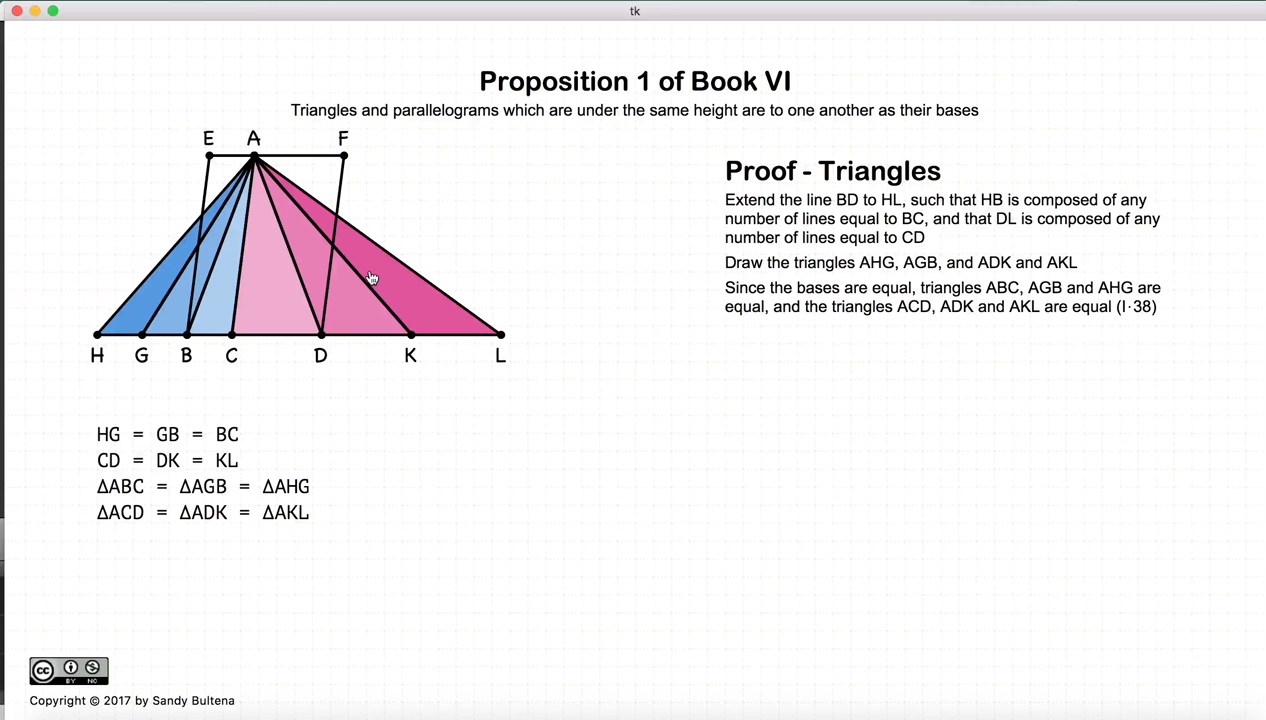 tk
Proposition 1 of Book VI
Triangles and parallelograms which are under the same height are to one another as their bases
E A F
H G B C D K L
Proof - Triangles
Extend the line BD to HL, such that HB is composed of any
number of lines equal to BC, and that DL is composed of any
number of lines equal to CD
Draw the triangles AHG, AGB, and ADK and AKL
Since the bases are equal, triangles ABC, AGB and AHG are
equal, and the triangles ACD, ADK and AKL are equal (I·38)
HG = GB = BC
CD = DK = KL
ΔABC = ΔAGB = ΔAHG
ΔACD = ΔADK = ΔAKL
cc
BY NC
Copyright © 2017 by Sandy Bultena